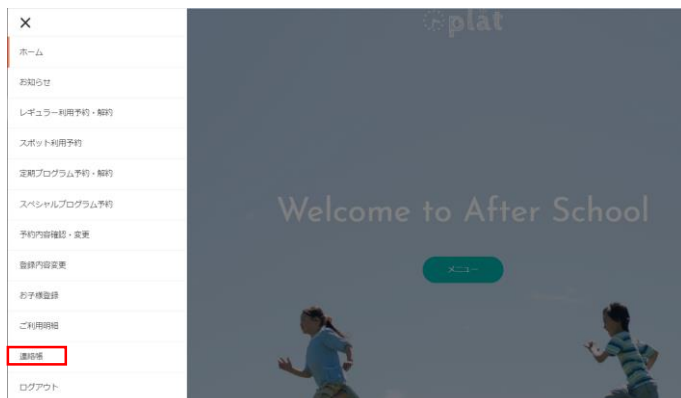 ×
ホーム
お知らせ
レギュラー利用予約・解約
スポット利用予約
定期プログラム予約・解約
スペシャルプログラム予約
予約内容確認・変更
登録内容変更
お子様登録
ご利用明細
連絡帳
ログアウト
plāt
Welcome to After School
メニュー